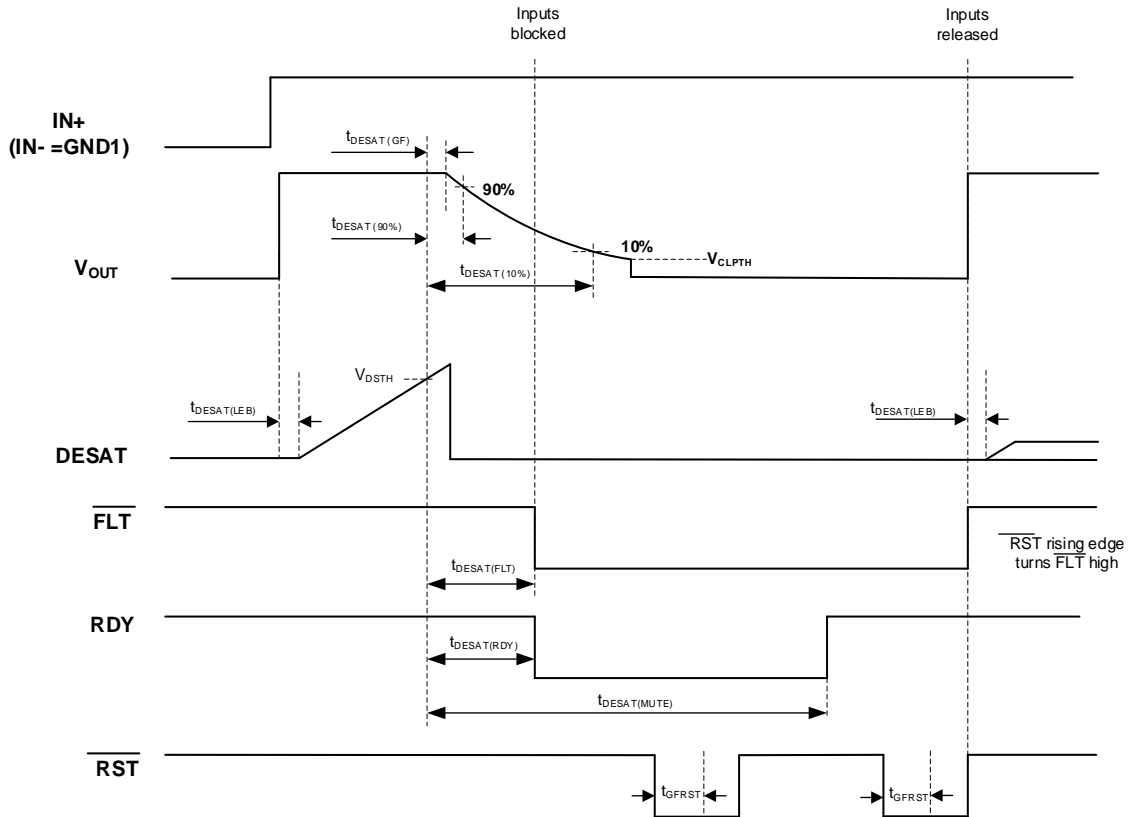 Inputs
blocked
Inputs
released
IN+
(IN- =GND1)
tDESAT(GF)
90%
tDESAT(90%)
10%
VCLPTH
VOUT
tDESAT(10%)
VDSTH
tDESAT(LEB)
tDESAT(LEB)
DESAT
FLT
RST rising edge
turns FLT high
tDESAT(FLT)
RDY
tDESAT(RDY)
tDESAT(MUTE)
RST
tGFRST
tGFRST